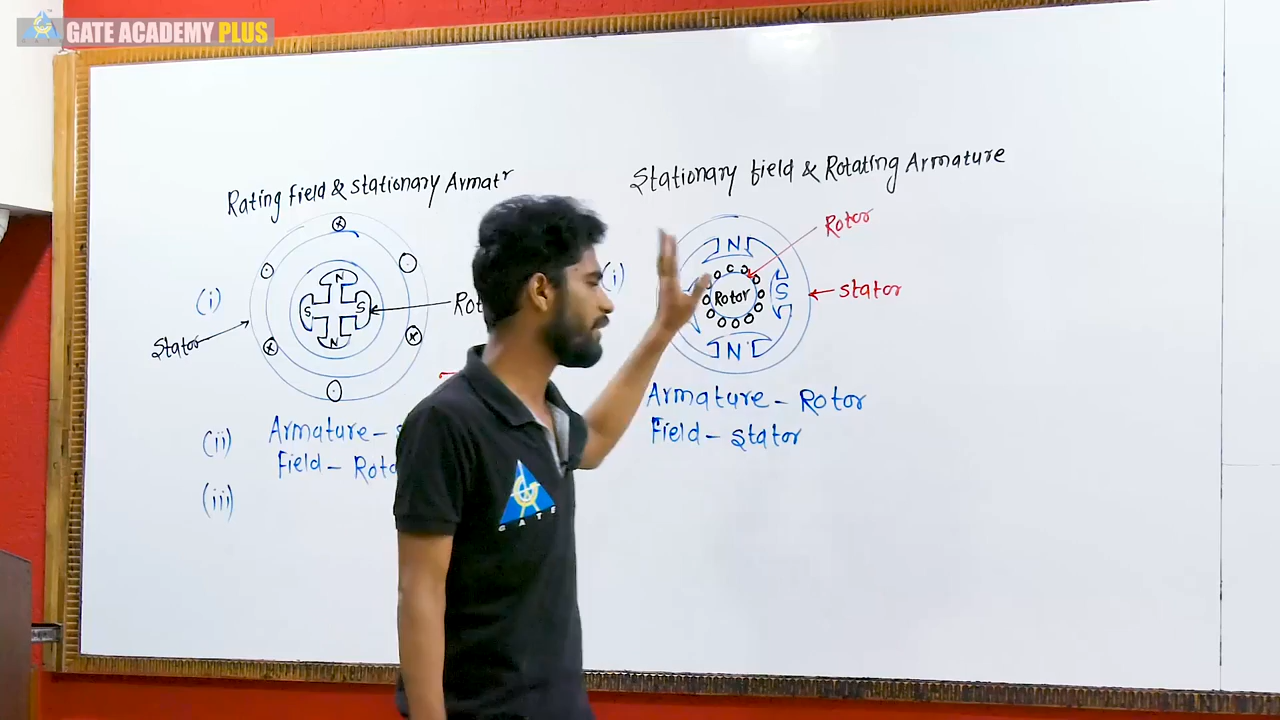 GATE ACADEMY PLUS
Rating field & stationary Armatr
(i)
N
S S
N
Stator
(ii) Armature -
Field -
(iii)
Stationary field & Rotating Armature
(i)
Rotor
N
S
Rotor
stator
N
Armature - Rotor
Field - stator
GATE